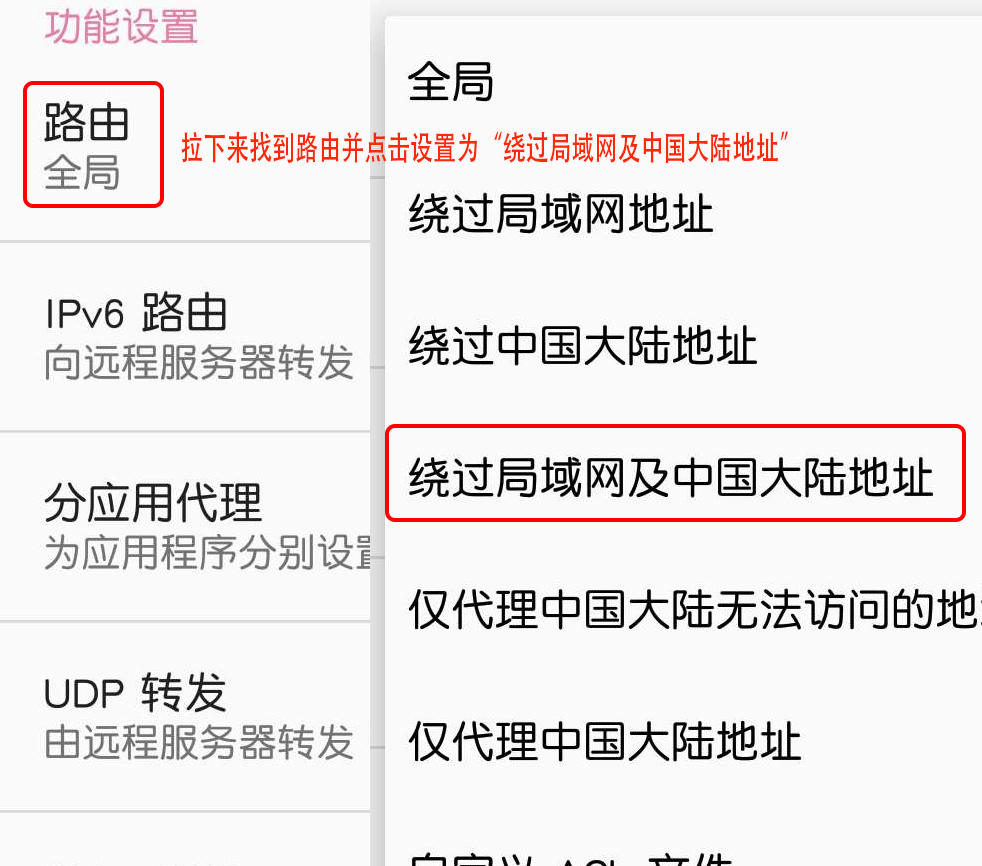 功能设置
路由
全局
拉下来找到路由并点击设置为“绕过局域网及中国大陆地址”
IPv6 路由
向远程服务器转发
分应用代理
为应用程序分别设置
UDP 转发
由远程服务器转发
全局
绕过局域网地址
绕过中国大陆地址
绕过局域网及中国大陆地址
仅代理中国大陆无法访问的地
仅代理中国大陆地址
自定义 ACL 文件